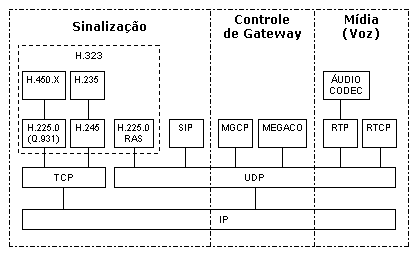 Sinalização
Controle
de Gateway
Mídia
(Voz)
H.323
H.450.X
H.235
ÁUDIO
CODEC
H.225.0
(Q.931)
H.245
H.225.0
RAS
SIP
MGCP
MEGACO
RTP
RTCP
TCP
UDP
IP